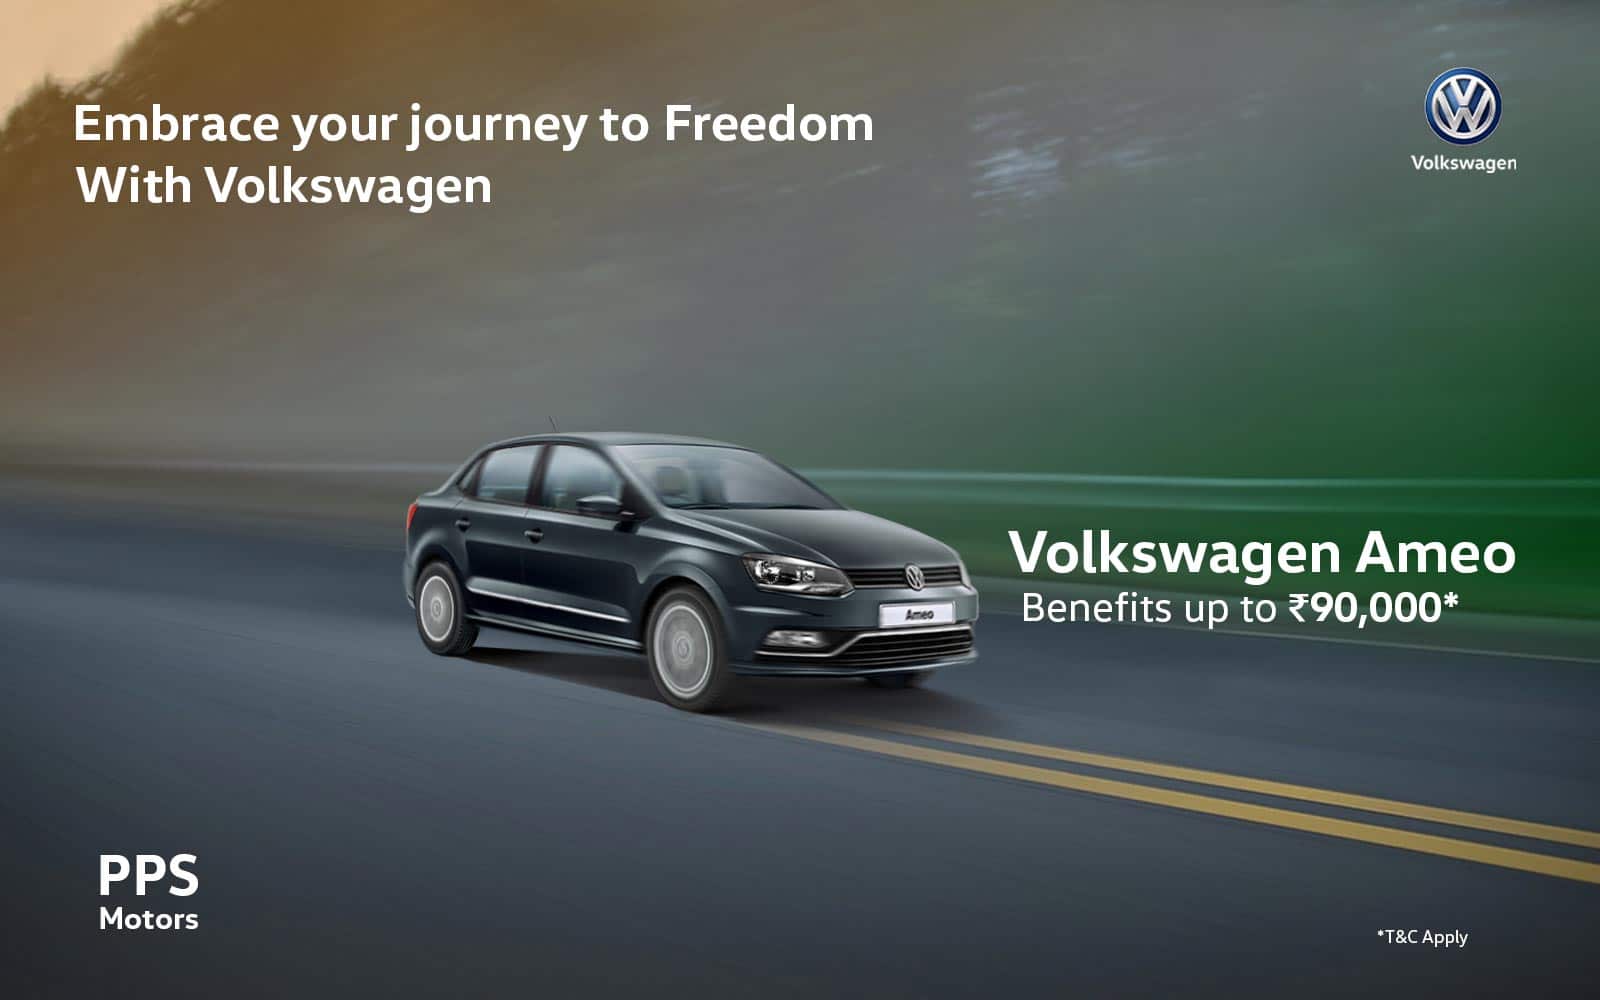 Embrace your journey to Freedom
With Volkswagen
Volkswagen
Volkswagen Ameo
Benefits up to ₹90,000*
Ameo
PPS
Motors
*T&C Apply